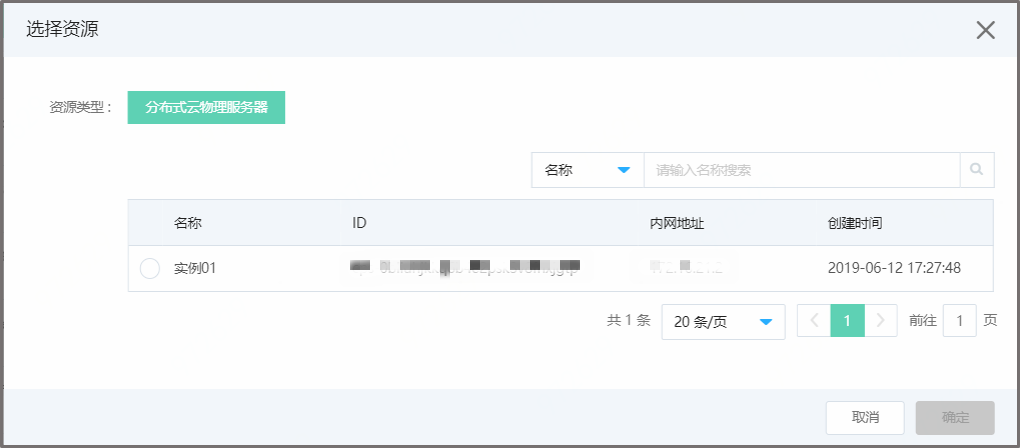 选择资源
资源类型： 分布式云物理服务器
名称 请输入名称搜索
名称 ID 内网地址 创建时间
实例01 2019-06-12 17:27:48
共 1 条 20 条/页 1 前往 1 页
取消 确定